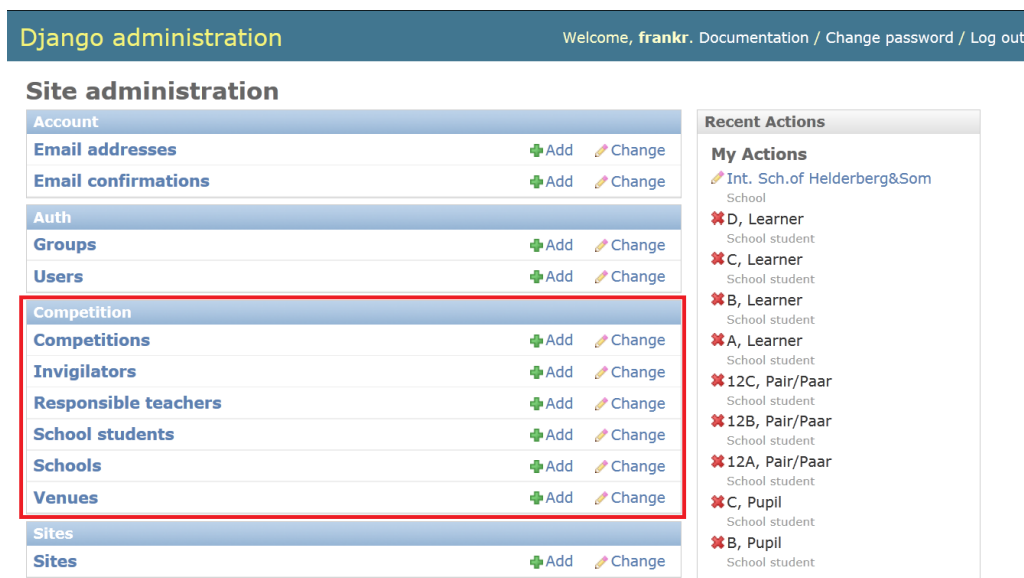 Django administration
Welcome, frankr. Documentation / Change password / Log out
Site administration
Account
Email addresses Add Change
Email confirmations Add Change
Auth
Groups Add Change
Users Add Change
Competition
Competitions Add Change
Invigilators Add Change
Responsible teachers Add Change
School students Add Change
Schools Add Change
Venues Add Change
Sites
Sites Add Change
Recent Actions
My Actions
Int. Sch.of Helderberg&Som
School
D, Learner
School student
C, Learner
School student
B, Learner
School student
A, Learner
School student
12C, Pair/Paar
School student
12B, Pair/Paar
School student
12A, Pair/Paar
School student
C, Pupil
School student
B, Pupil
School student